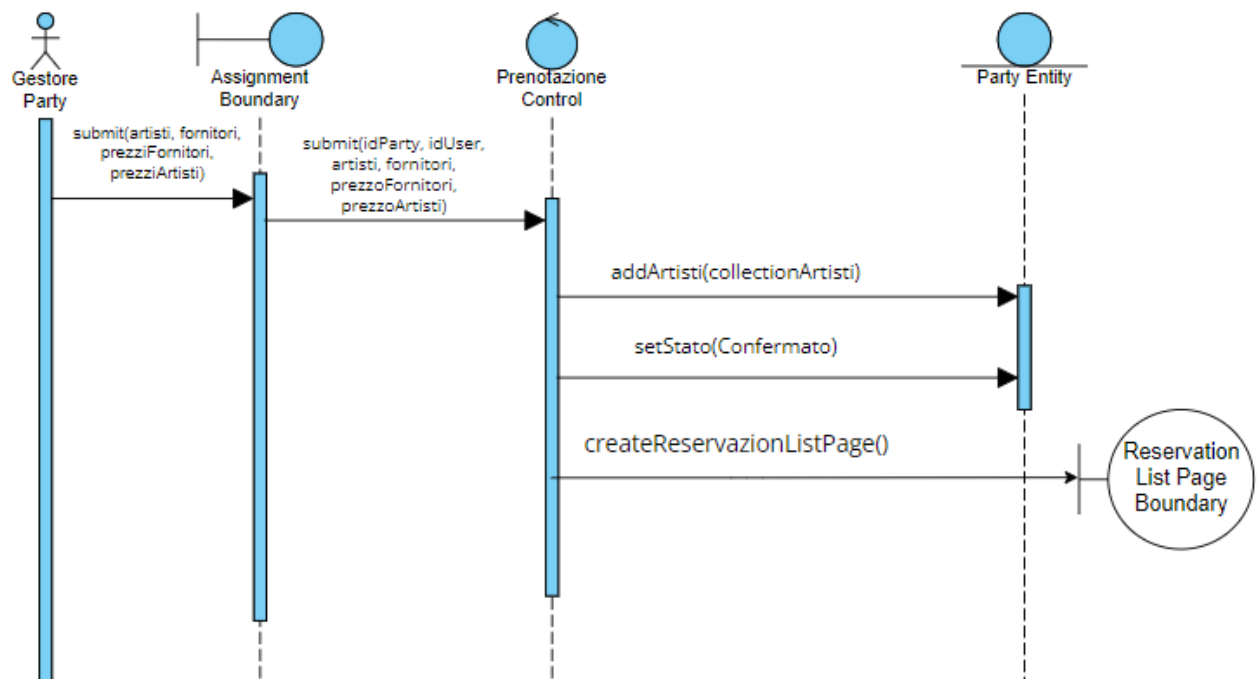 Gestore
Party
Assignment
Boundary
Prenotazione
Control
Party Entity
submit(artisti, fornitori,
prezziFornitori,
prezziArtisti)
submit(idParty, idUser,
artisti, fornitori,
prezzoFornitori,
prezzoArtisti)
addArtisti(collectionArtisti)
setStato(Confermato)
createReservazionListPage()
Reservation
List Page
Boundary